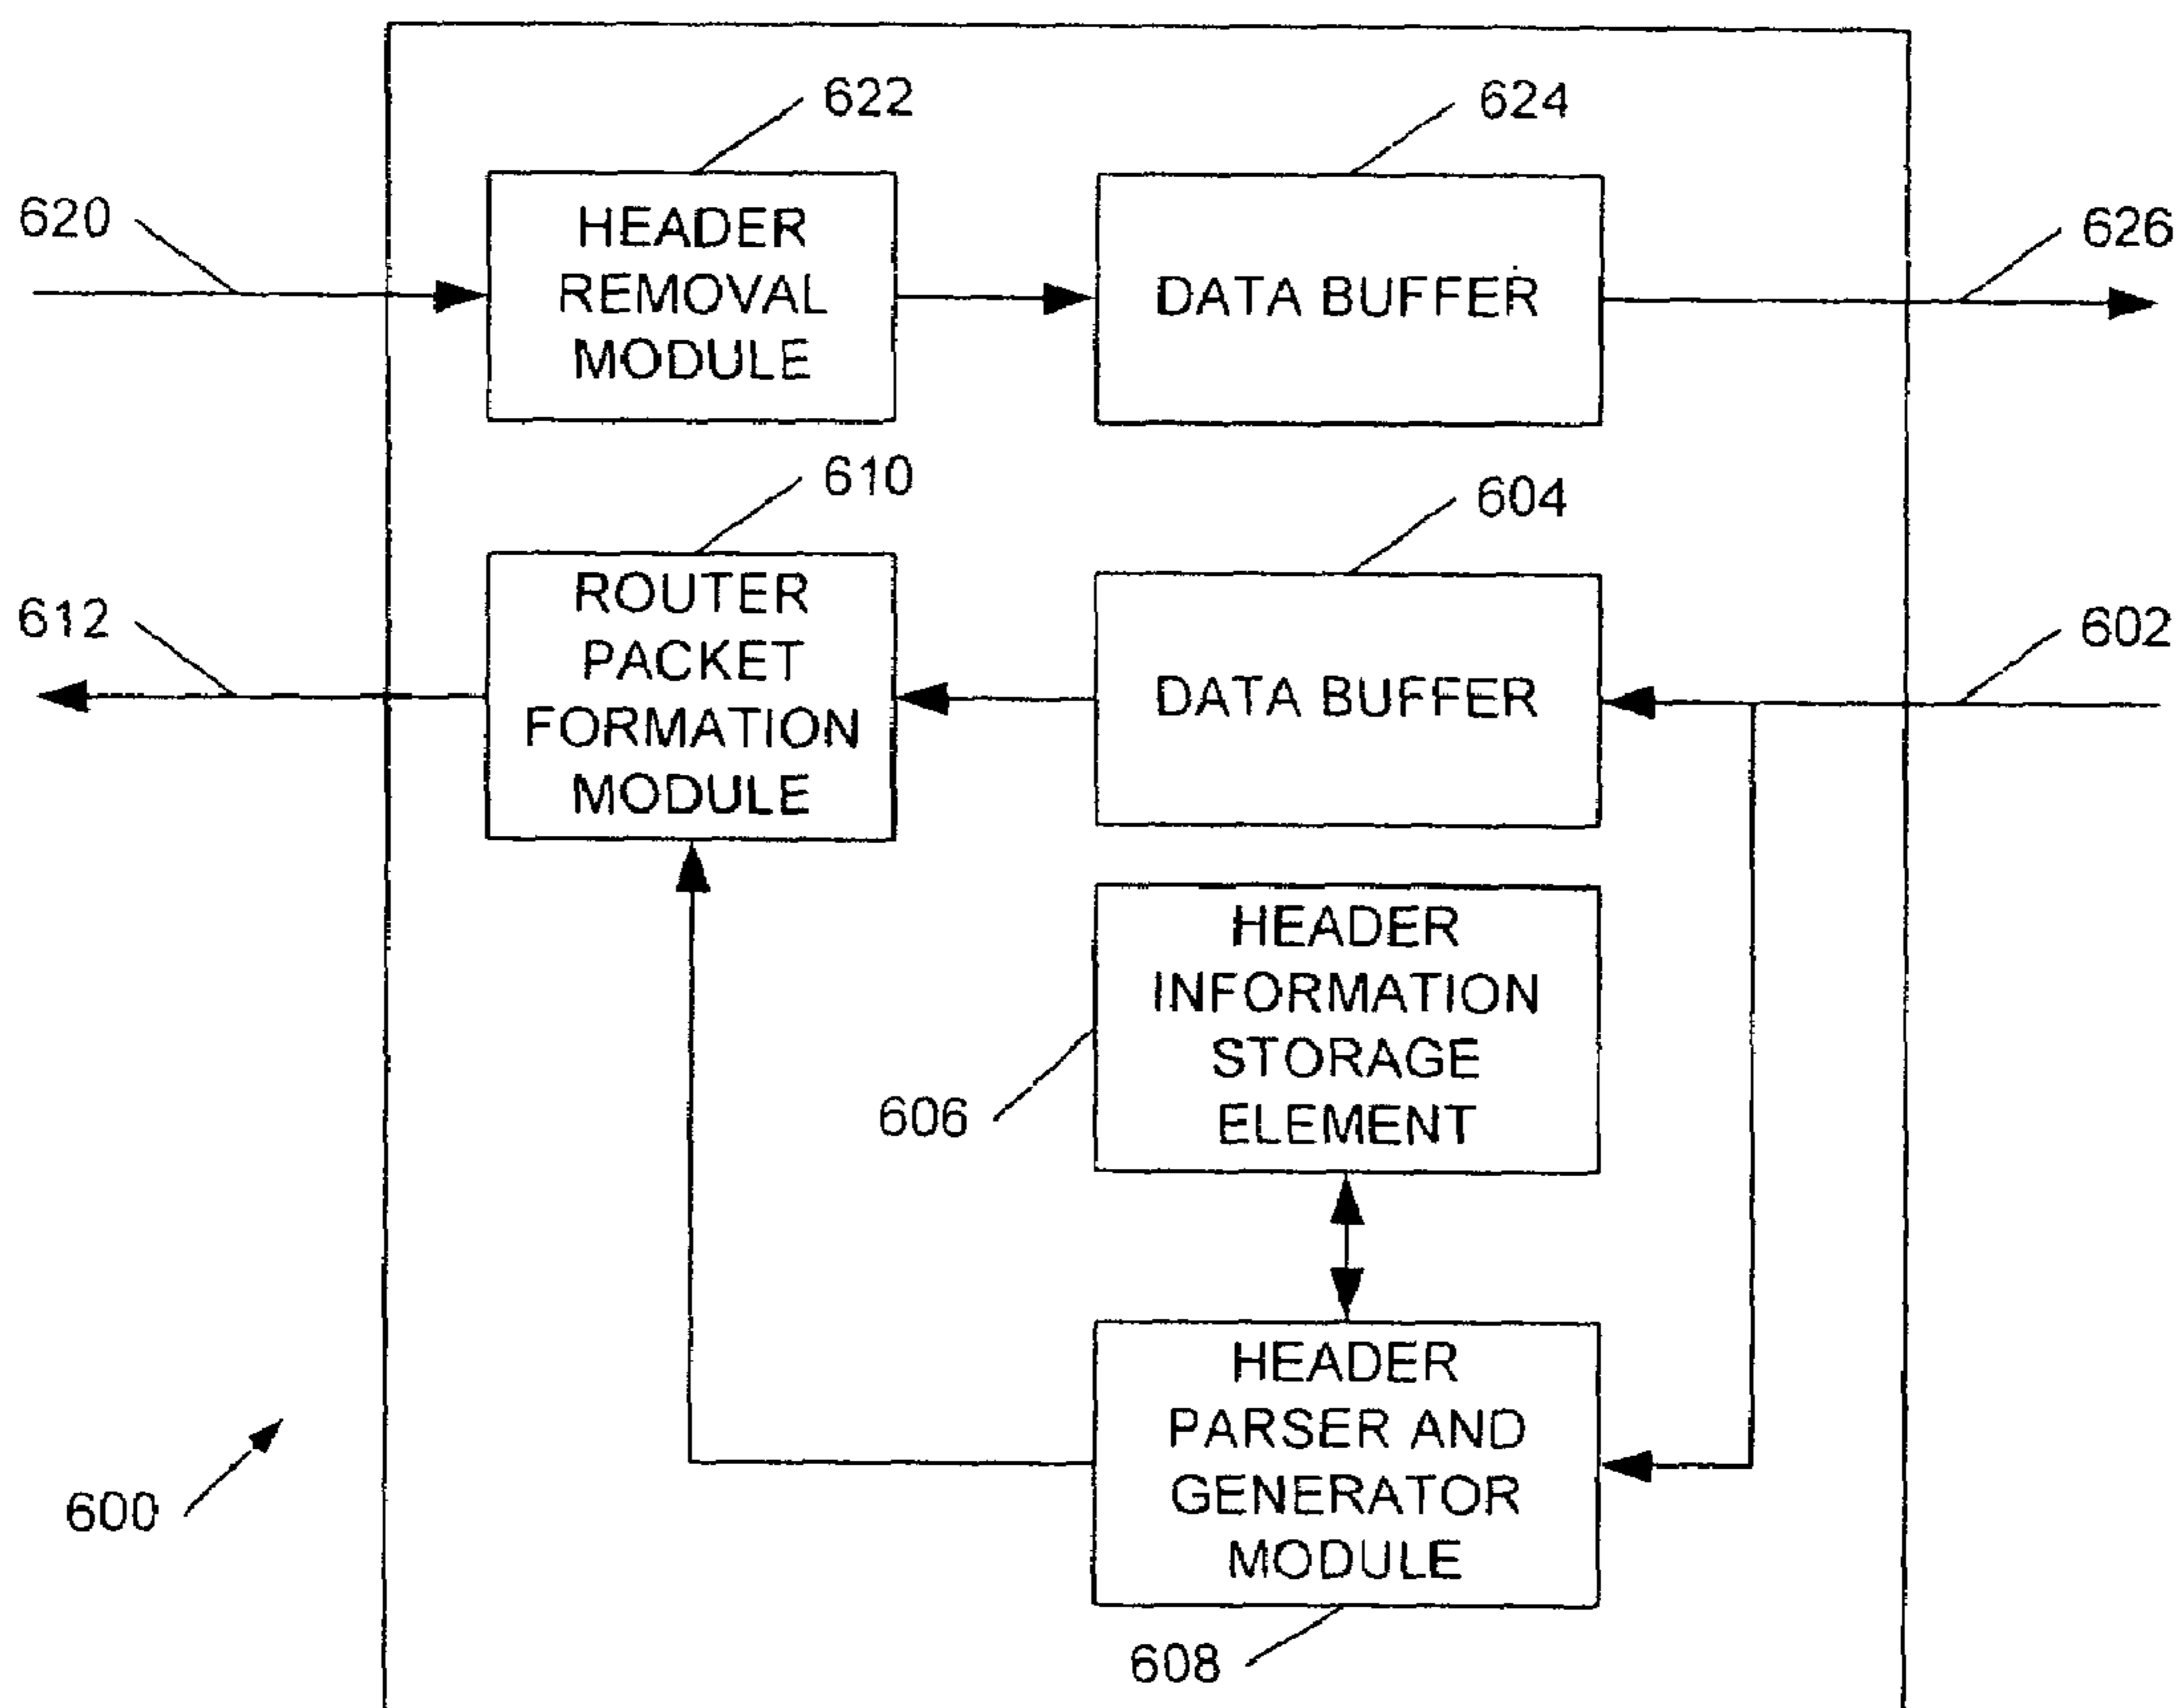 622
624
620
HEADER
REMOVAL
MODULE
DATA BUFFER
626
610
604
612
ROUTER
PACKET
FORMATION
MODULE
DATA BUFFER
602
HEADER
INFORMATION
STORAGE
ELEMENT
606
HEADER
PARSER AND
GENERATOR
MODULE
600
608